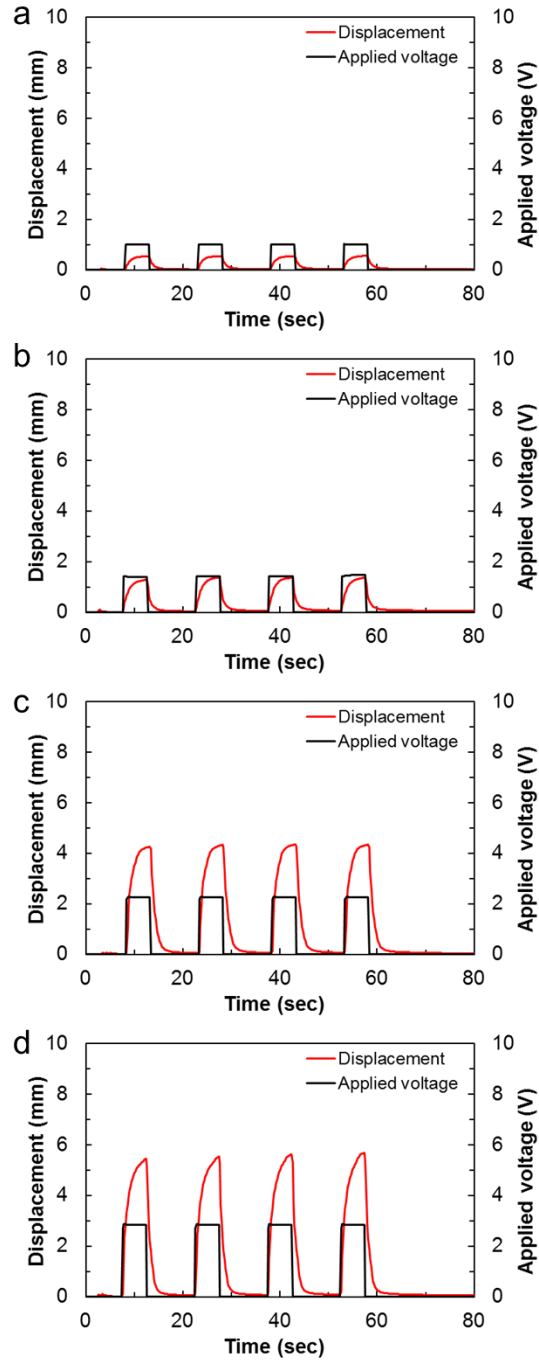 a
10
8
6
4
2
0
Displacement (mm)
Displacement
Applied voltage
10
8
6
4
2
0
Applied voltage (V)
0 20 40 60 80
Time (sec)
b
10
8
6
4
2
0
Displacement (mm)
Displacement
Applied voltage
10
8
6
4
2
0
Applied voltage (V)
0 20 40 60 80
Time (sec)
c
10
8
6
4
2
0
Displacement (mm)
Displacement
Applied voltage
10
8
6
4
2
0
Applied voltage (V)
0 20 40 60 80
Time (sec)
d
10
8
6
4
2
0
Displacement (mm)
Displacement
Applied voltage
10
8
6
4
2
0
Applied voltage (V)
0 20 40 60 80
Time (sec)